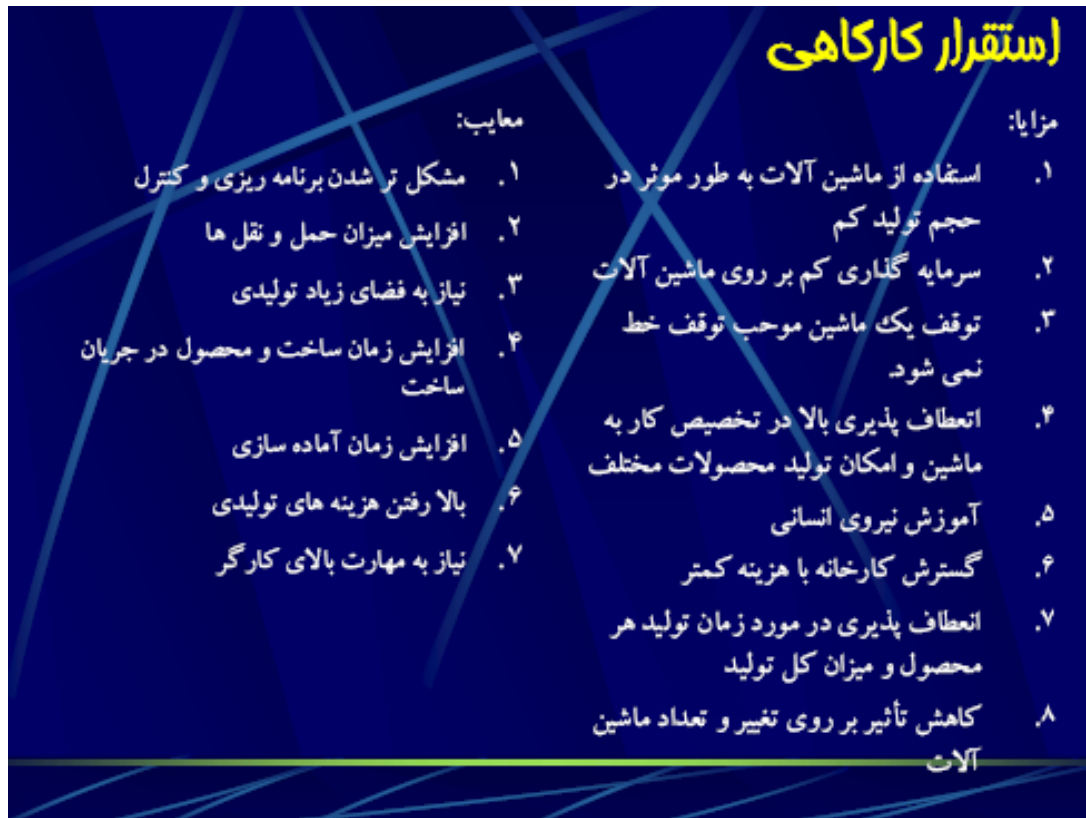 استقرار کارگاهی
مزایا:
۱. استفاده از ماشین آلات به طور موثر در
حجم تولید کم
۲. سرمایه گذاری کم بر روی ماشین آلات
۳. توقف یک ماشین موحب توقف خط
نمی شود.
۴. اتعطاف پذیری بالا در تخصیص کار به
ماشین و امکان تولید محصولات مختلف
۵. آموزش نیروی انسانی
۶. گسترش کارخانه با هزینه کمتر
۷. انعطاف پذیری در مورد زمان تولید هر
محصول و میزان کل تولید
۸. کاهش تأثیر بر روی تغییر و تعداد ماشین
آلات
معایب:
۱. مشکل تر شدن برنامه ریزی و کنترل
۲. افزایش میزان حمل و نقل ها
۳. نیاز به فضای زیاد تولیدی
۴. افزایش زمان ساخت و محصول در جریان
ساخت
۵. افزایش زمان آماده سازی
۶. بالا رفتن هزینه های تولیدی
۷. نیاز به مهارت بالای کارگر